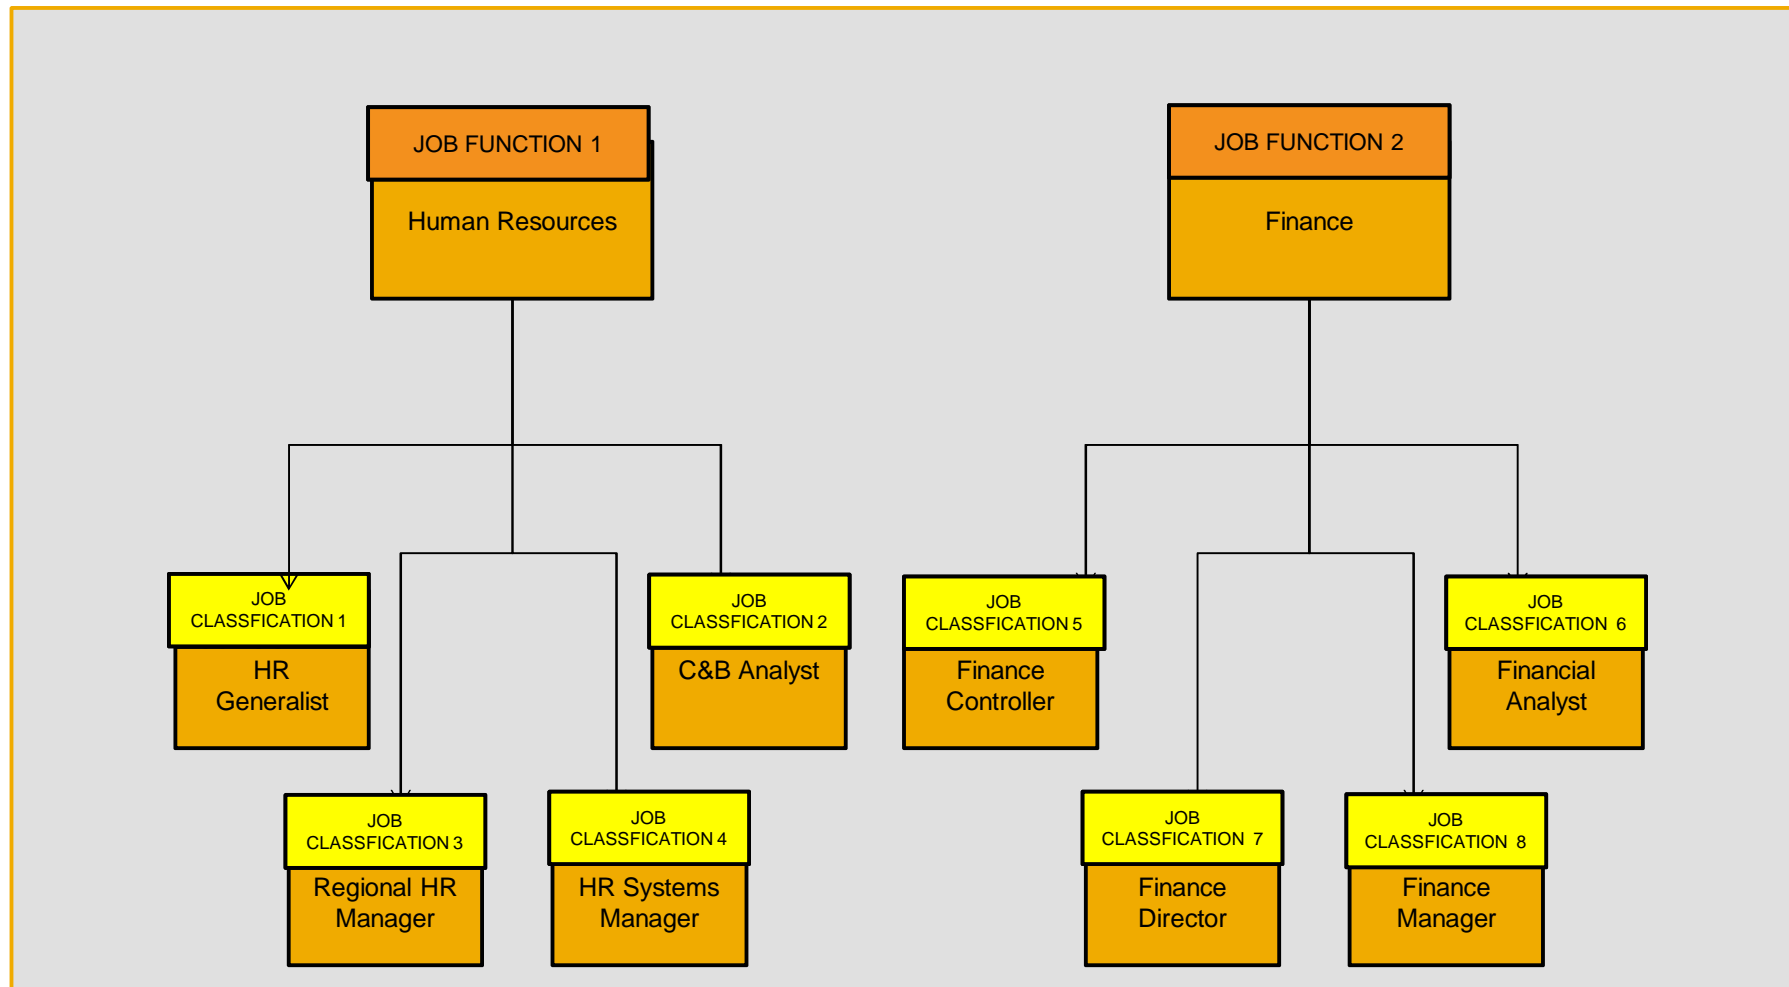 JOB FUNCTION 1
Human Resources
JOB FUNCTION 2
Finance
JOB
CLASSFICATION 1
HR
Generalist
JOB
CLASSFICATION 2
C&B Analyst
JOB
CLASSFICATION 5
Finance
Controller
JOB
CLASSFICATION 6
Financial
Analyst
JOB
CLASSFICATION 3
Regional HR
Manager
JOB
CLASSFICATION 4
HR Systems
Manager
JOB
CLASSFICATION 7
Finance
Director
JOB
CLASSFICATION 8
Finance
Manager